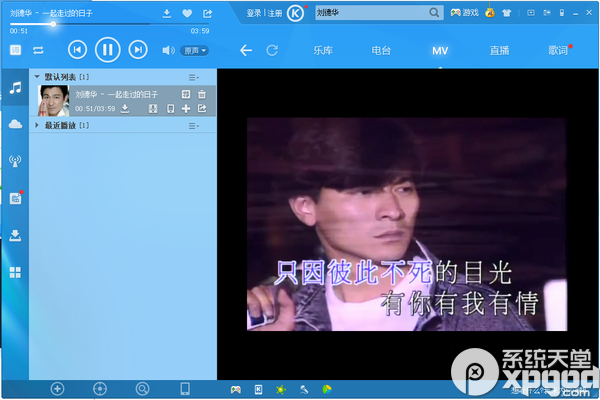 刘德华 - 一起走过的日子
登录 | 注册
K
刘德华
游戏
00:51
03:59
原声
乐库
电台
MV
直播
歌词
默认列表 [1]
刘德华 - 一起走过的日子
00:51/03:59
最近播放 [1]
只因彼此不死的目光
有你有我有情
系统天堂
xpgod
.com